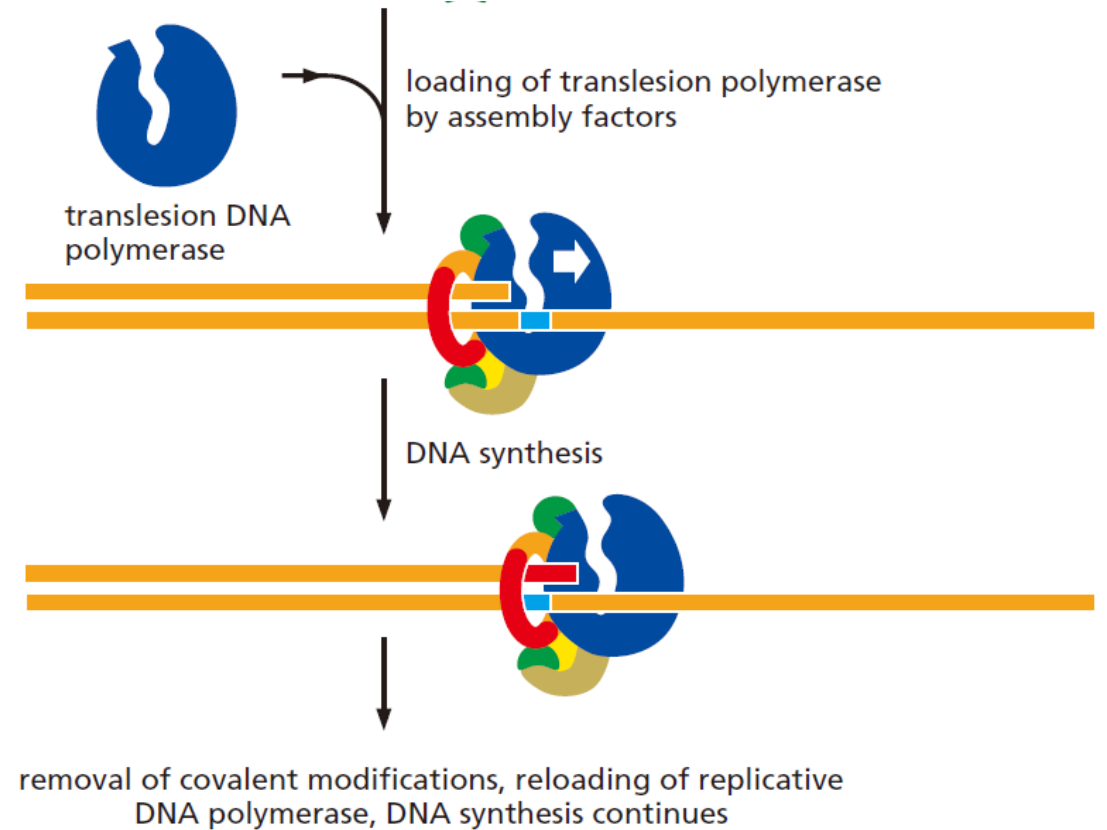 loading of translesion polymerase
by assembly factors
translesion DNA
polymerase
DNA synthesis
removal of covalent modifications, reloading of replicative
DNA polymerase, DNA synthesis continues